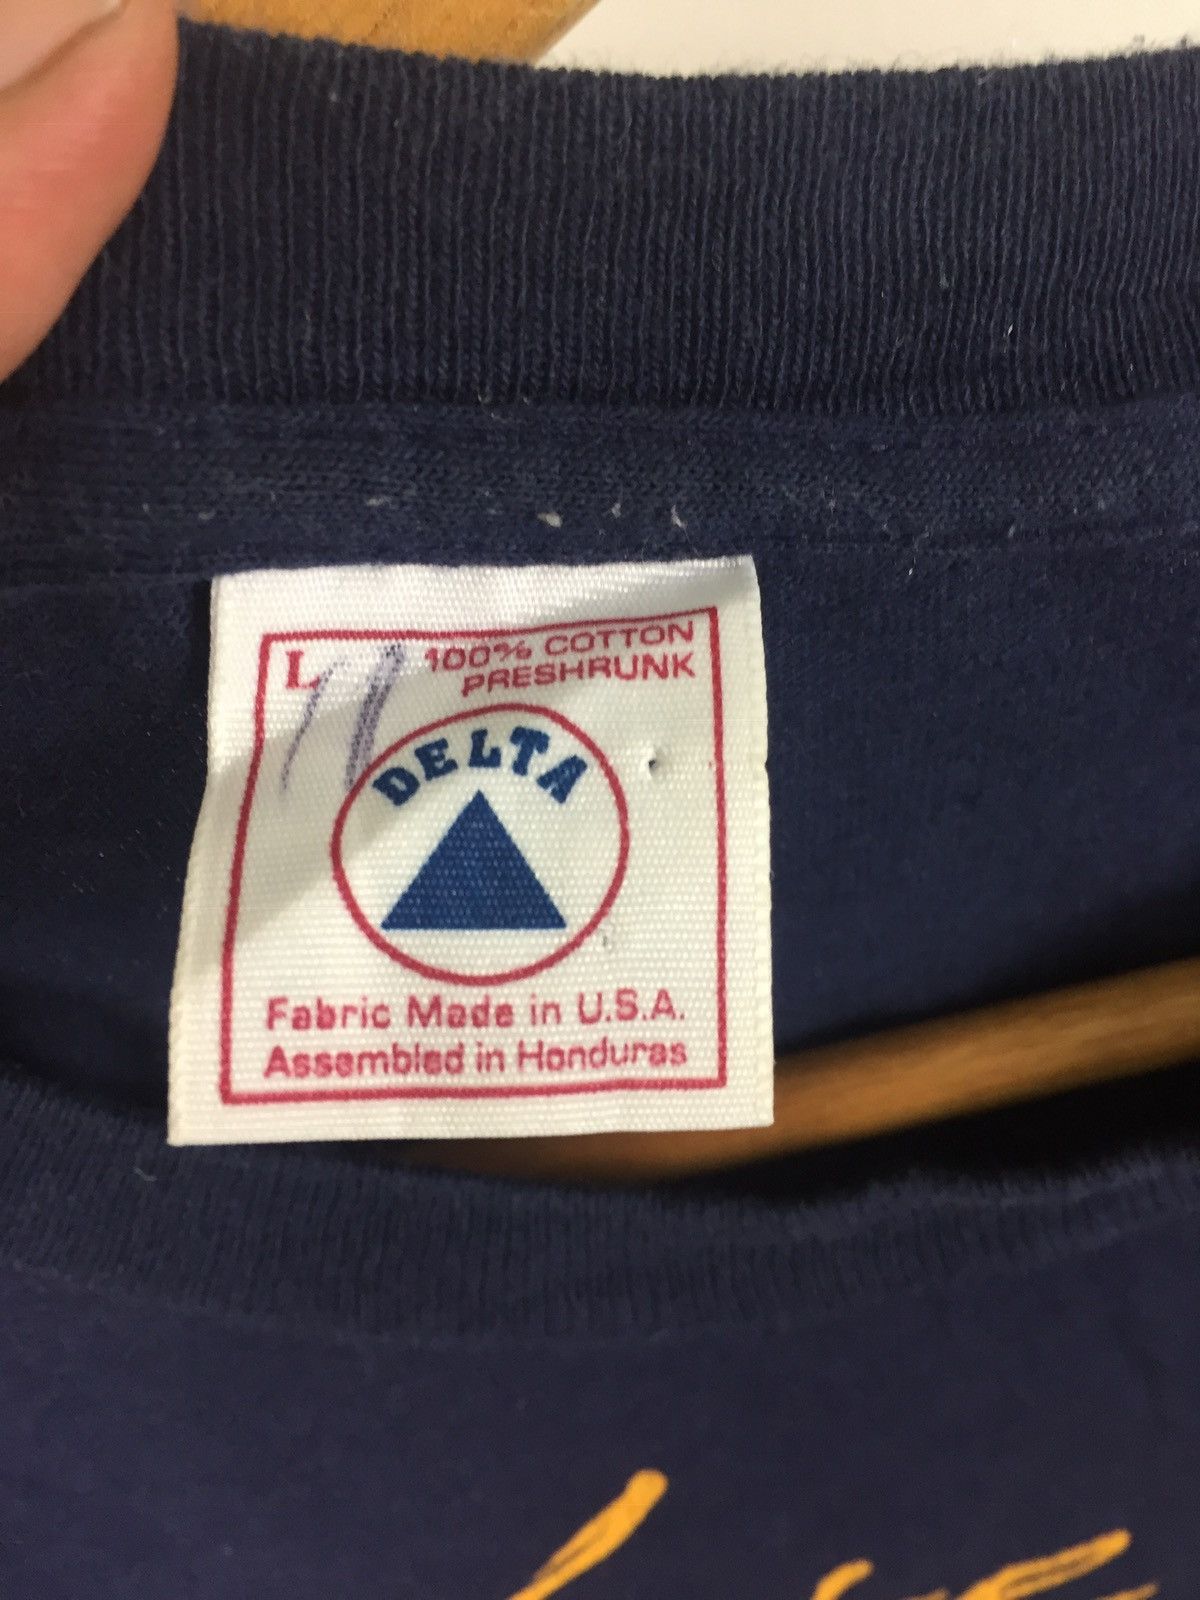 L 100% COTTON
PRESHRUNK
DELTA
Fabric Made in U.S.A.
Assembled in Honduras